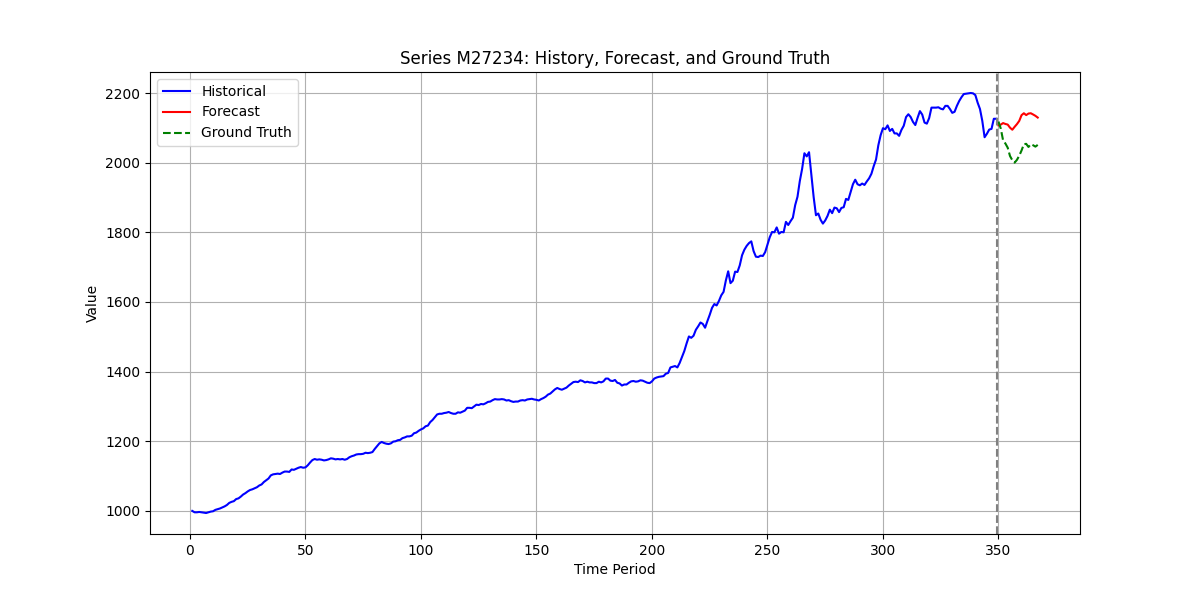 Series M27234: History, Forecast, and Ground Truth
Historical
Forecast
Ground Truth
2200
2000
1800
1600
1400
1200
1000
Value
0 50 100 150 200 250 300 350
Time Period